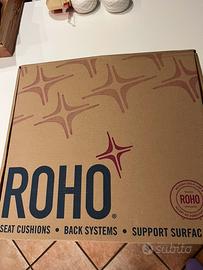 ROHO®
ROHO
SEAT CUSHIONS • BACK SYSTEMS • SUPPORT SURFAC
subito